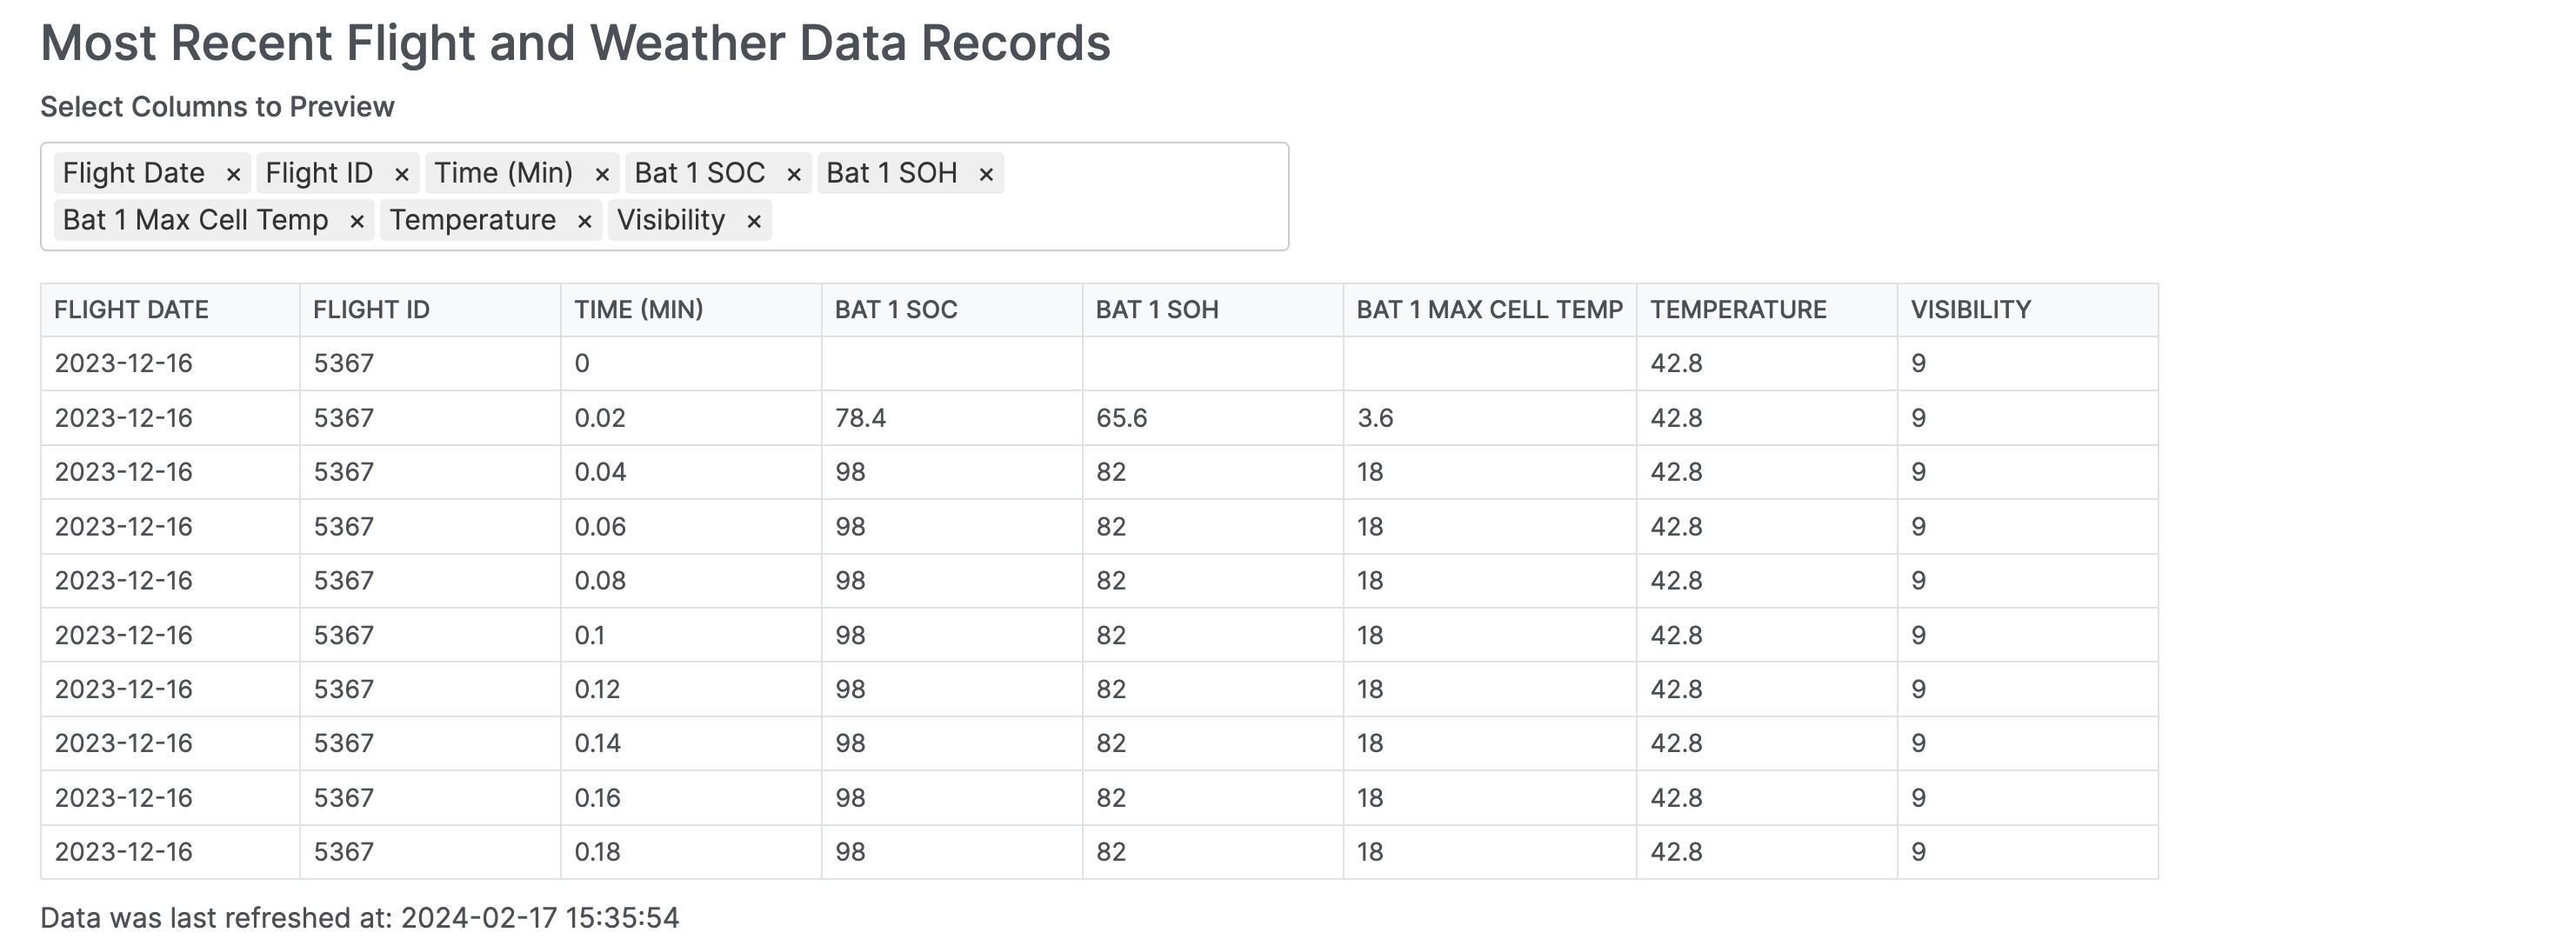 Most Recent Flight and Weather Data Records
Select Columns to Preview
Flight Date × Flight ID × Time (Min) × Bat 1 SOC × Bat 1 SOH ×
Bat 1 Max Cell Temp × Temperature × Visibility ×
FLIGHT DATE FLIGHT ID TIME (MIN) BAT 1 SOC BAT 1 SOH BAT 1 MAX CELL TEMP TEMPERATURE VISIBILITY
2023-12-16 5367 0 42.8 9
2023-12-16 5367 0.02 78.4 65.6 3.6 42.8 9
2023-12-16 5367 0.04 98 82 18 42.8 9
2023-12-16 5367 0.06 98 82 18 42.8 9
2023-12-16 5367 0.08 98 82 18 42.8 9
2023-12-16 5367 0.1 98 82 18 42.8 9
2023-12-16 5367 0.12 98 82 18 42.8 9
2023-12-16 5367 0.14 98 82 18 42.8 9
2023-12-16 5367 0.16 98 82 18 42.8 9
2023-12-16 5367 0.18 98 82 18 42.8 9
Data was last refreshed at: 2024-02-17 15:35:54